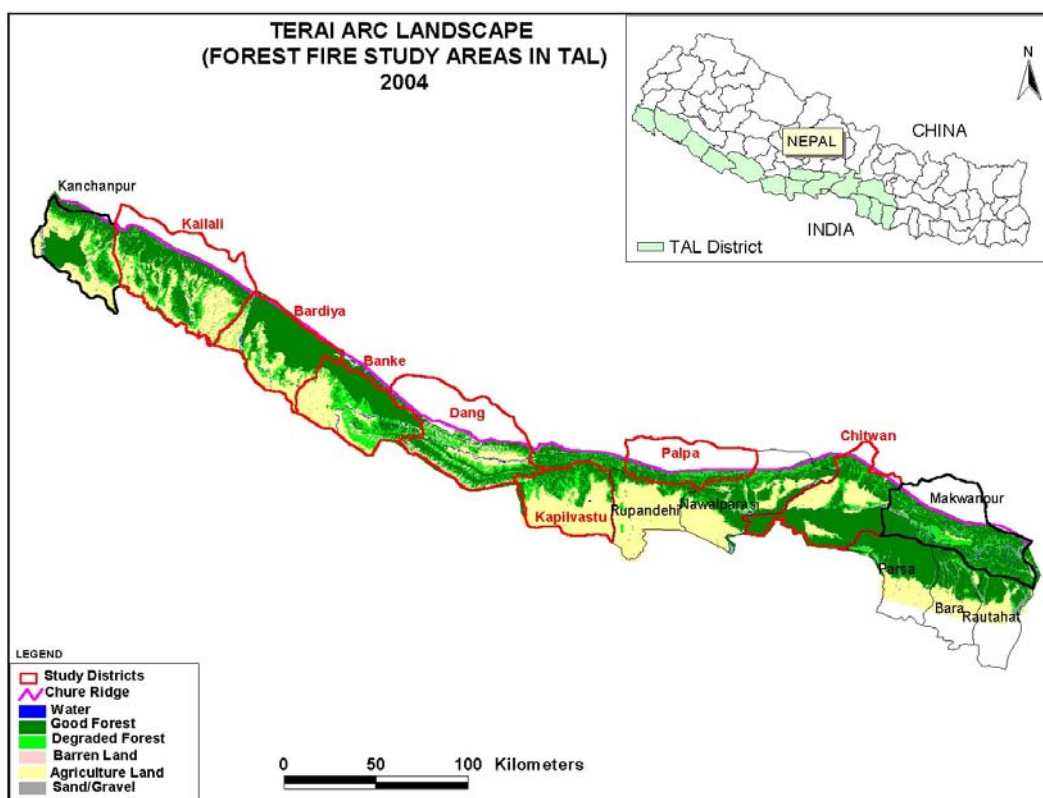 TERAI ARC LANDSCAPE
(FOREST FIRE STUDY AREAS IN TAL)
2004
N
CHINA
NEPAL
INDIA
TAL District
Kanchanpur
Kailali
Bardiya
Banke
Dang
Palpa
Chitwan
Makwanpur
Kapilvastu
Rupandehi
Nawalparasi
Parsa
Bara
Rautahat
LEGEND
Study Districts
Chure Ridge
Water
Good Forest
Degraded Forest
Barren Land
Agriculture Land
Sand/Gravel
0 50 100 Kilometers